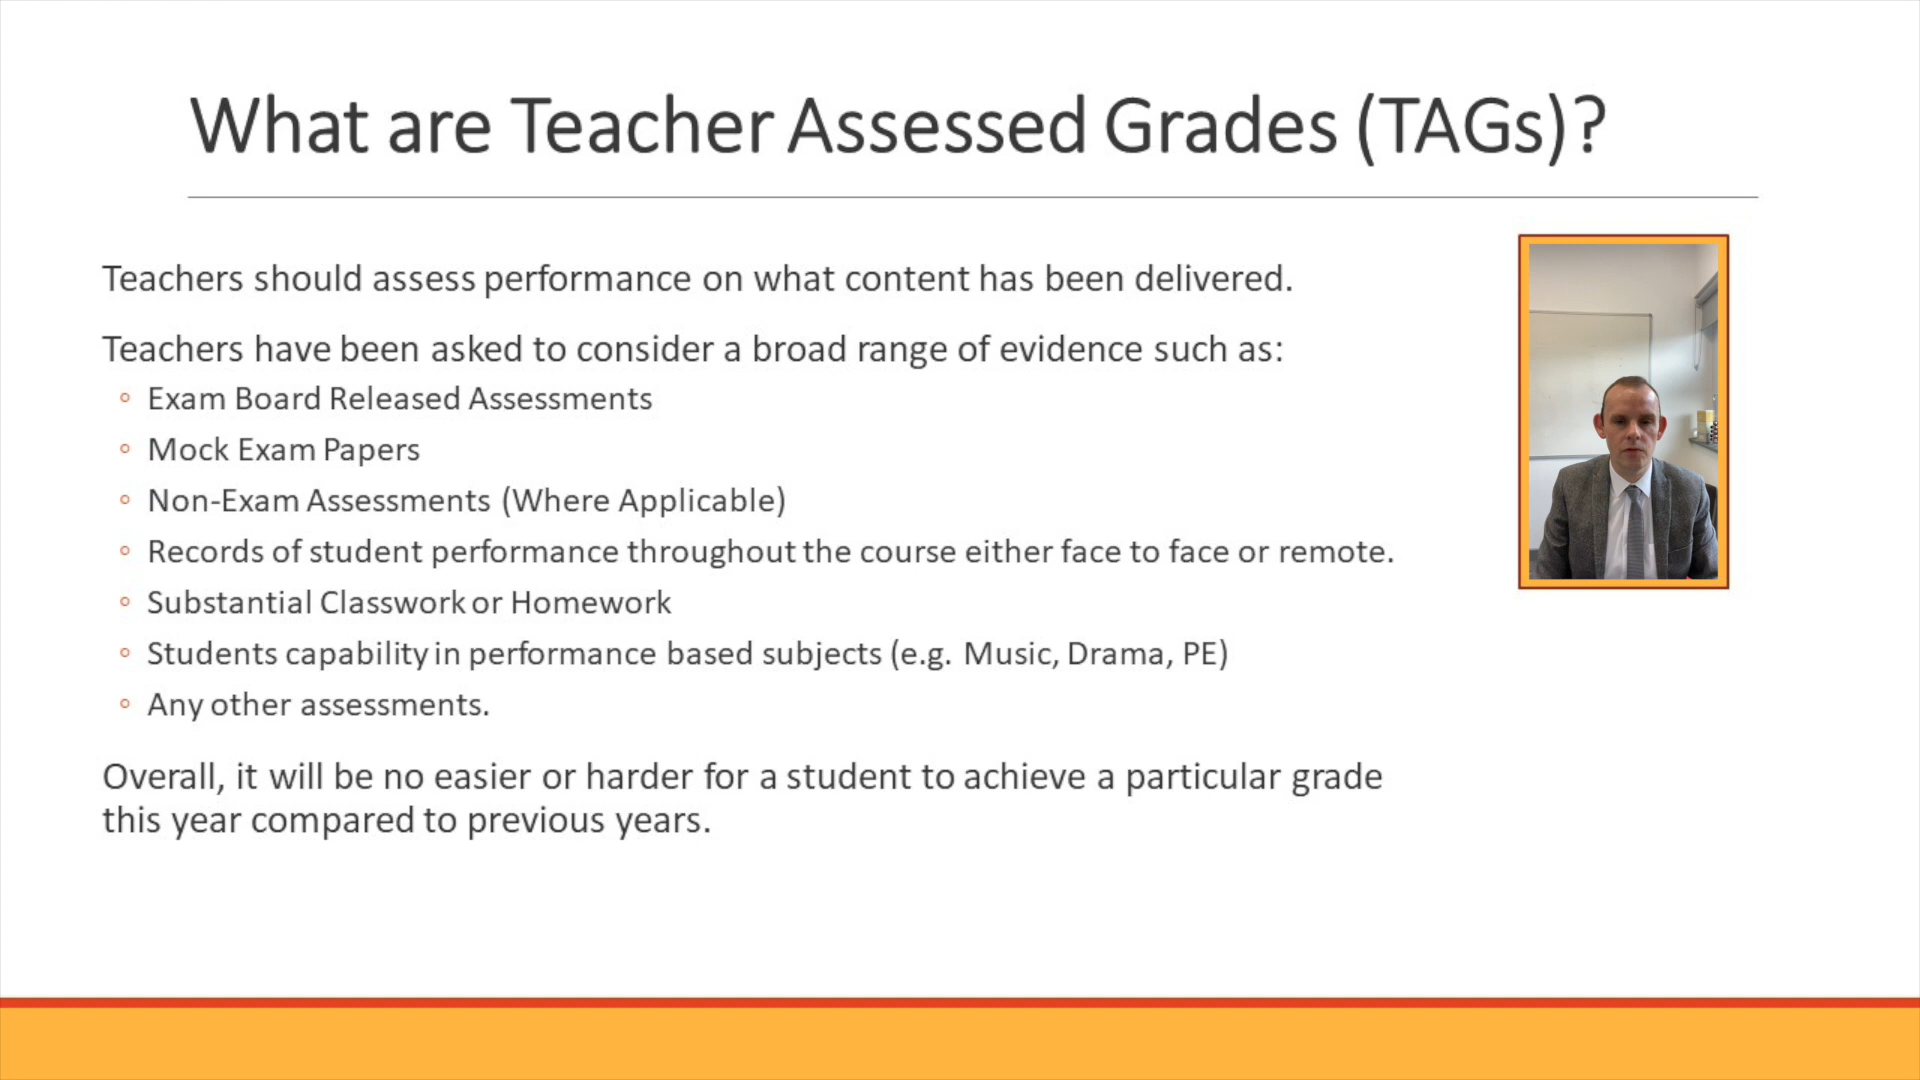 What are Teacher Assessed Grades (TAGs)?
Teachers should assess performance on what content has been delivered.
Teachers have been asked to consider a broad range of evidence such as:
Exam Board Released Assessments
Mock Exam Papers
Non-Exam Assessments (Where Applicable)
Records of student performance throughout the course either face to face or remote.
Substantial Classwork or Homework
Students capability in performance based subjects (e.g. Music, Drama, PE)
Any other assessments.
Overall, it will be no easier or harder for a student to achieve a particular grade
this year compared to previous years.